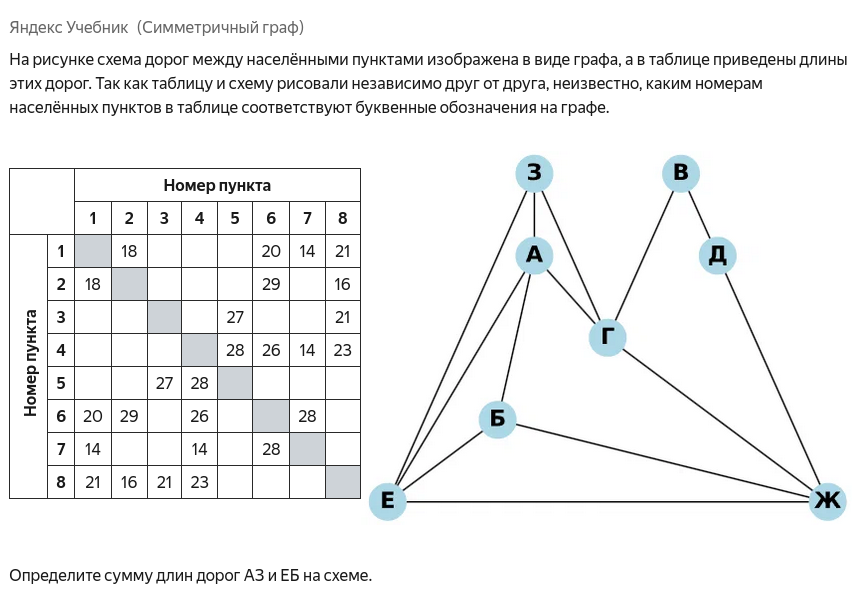 Яндекс Учебник (Симметричный граф)
На рисунке схема дорог между населёнными пунктами изображена в виде графа, а в таблице приведены длины
этих дорог. Так как таблицу и схему рисовали независимо друг от друга, неизвестно, каким номерам
населённых пунктов в таблице соответствуют буквенные обозначения на графе.
Номер пункта
1 2 3 4 5 6 7 8
Номер пункта
1 18 20 14 21
2 18 29 16
3 27 21
4 28 26 14 23
5 27 28
6 20 29 26 28
7 14 14 28
8 21 16 21 23
З В
А Д
Г
Б
Е Ж
Определите сумму длин дорог АЗ и ЕБ на схеме.